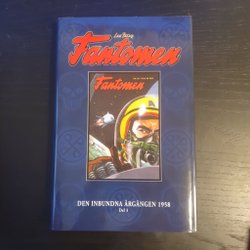 Lee Falk
Fantomen
Fantomen
DEN INBUNDNA ÅRGÅNGEN 1958
Del 1